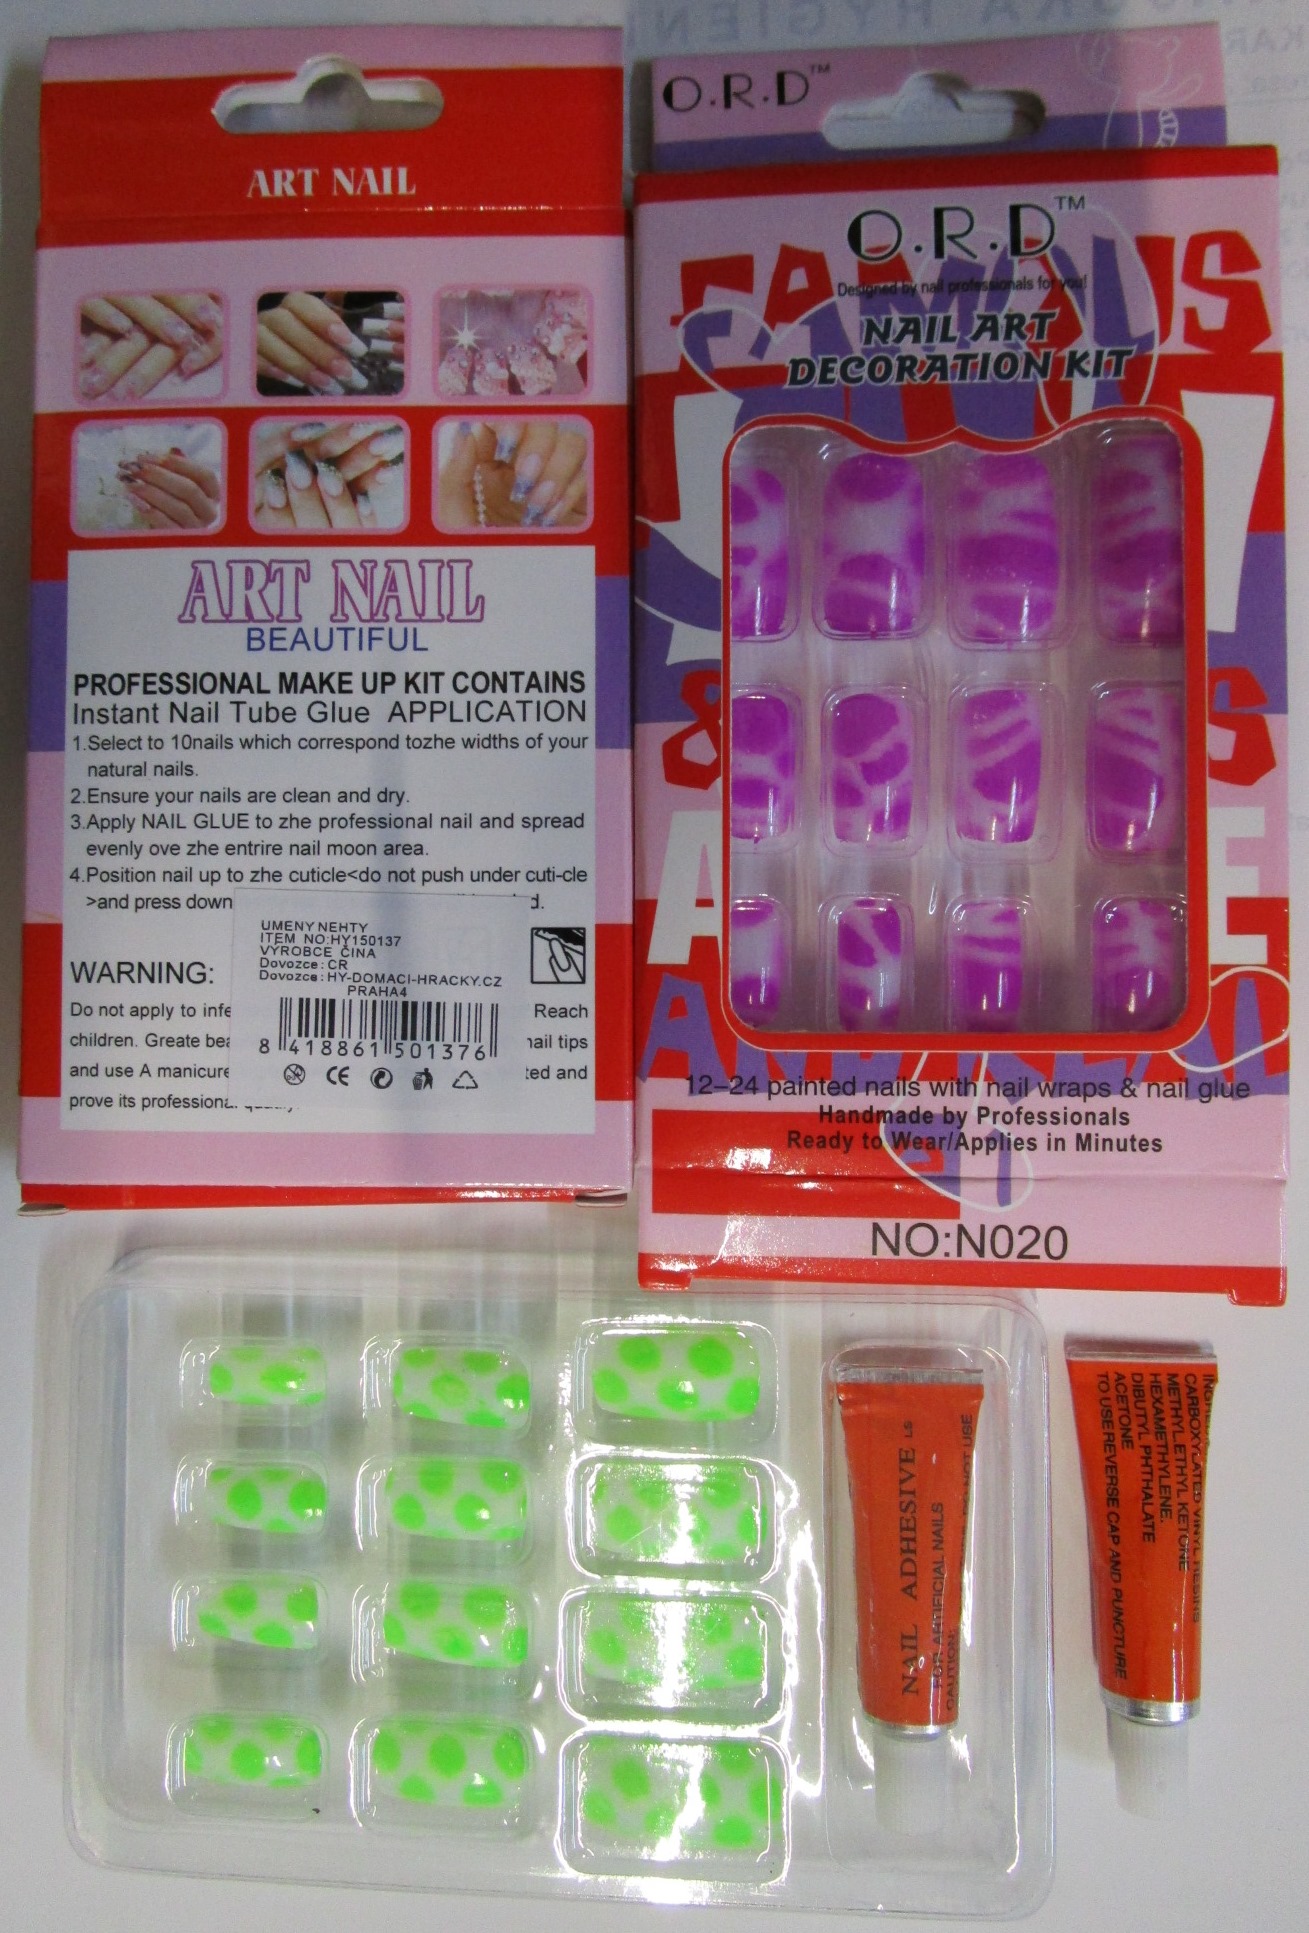 ART NAIL
ART NAIL
BEAUTIFUL
PROFESSIONAL MAKE UP KIT CONTAINS
Instant Nail Tube Glue APPLICATION
1.Select to 10nails which correspond tozhe widths of your
natural nails.
2.Ensure your nails are clean and dry.
3.Apply NAIL GLUE to zhe professional nail and spread
evenly ove zhe entrire nail moon area.
4.Position nail up to zhe cuticle<do not push under cuti-cle
>and press down
WARNING:
Do not apply to Reach
children. Greate nail tips
and use A manicure and
prove its
UMENY NEHTY
ITEM NO:HY150137
VYROBCE ČINA
Dovozce:CR
Dovozce:HY-DOMACI-HRACKY.CZ
PRAHA4
8 418861 501376
CE
O.R.D™
O.R.D™
Designed by nail professionals for you!
NAIL ART
DECORATION KIT
FAMOUS
12-24 painted nails with nail wraps & nail glue
Handmade by Professionals
Ready to Wear/Applies in Minutes
NO:N020
NAIL ADHESIVE LS
FOR ARTIFICIAL NAILS
CAUTION:
CARBOXYLATED VINYL RESINS
METHYL ETHYL KETONE
HEXAMETHYLENE.
DIBUTYL PHTHALATE
ACETONE
TO USE REVERSE CAP AND PUNCTURE